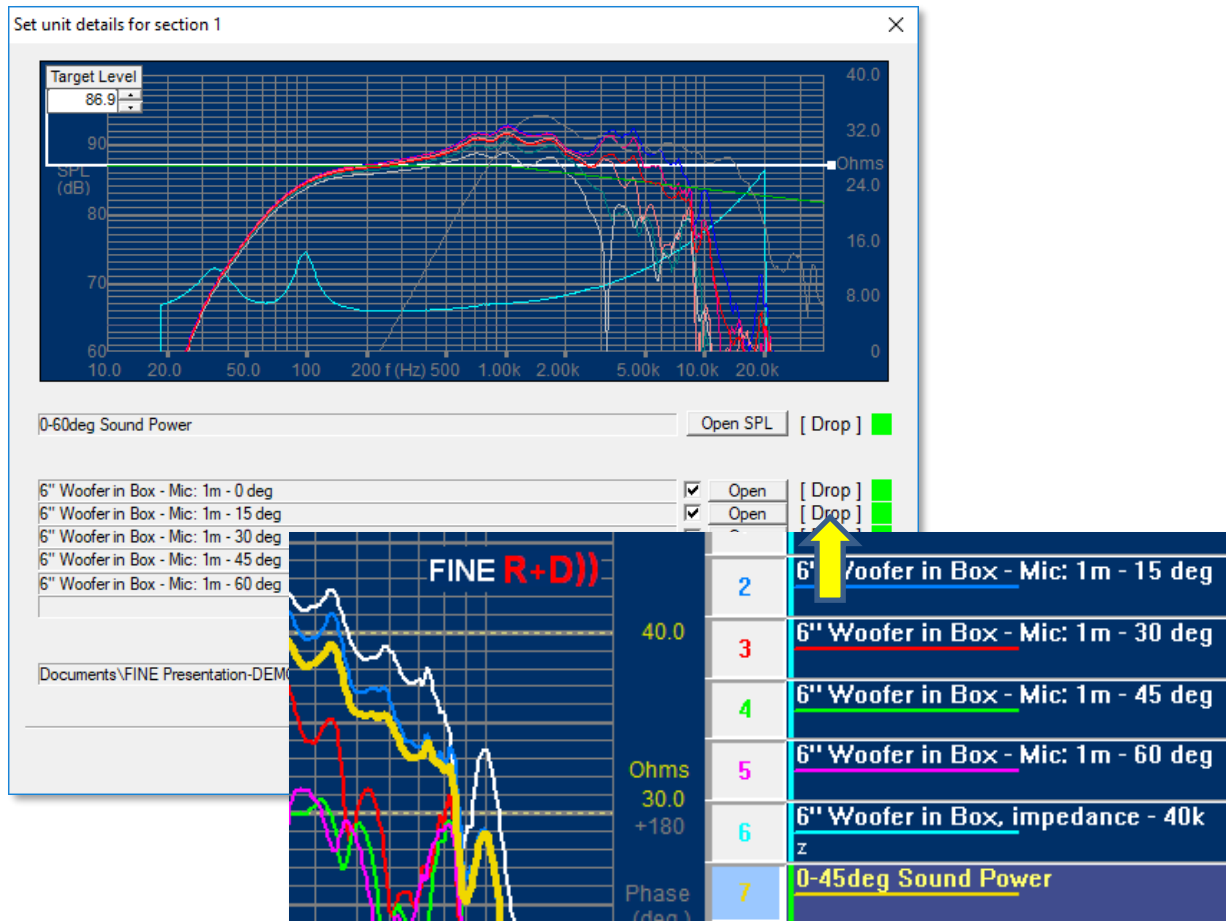 Set unit details for section 1
Target Level
86.9
90
SPL
(dB)
80
70
60
40.0
32.0
Ohms
24.0
16.0
8.00
0
10.0 20.0 50.0 100 200 f (Hz) 500 1.00k 2.00k 5.00k 10.0k 20.0k
0-60deg Sound Power Open SPL [ Drop ]
6" Woofer in Box - Mic: 1m - 0 deg Open [ Drop ]
6" Woofer in Box - Mic: 1m - 15 deg Open [ Drop ]
6" Woofer in Box - Mic: 1m - 30 deg
6" Woofer in Box - Mic: 1m - 45 deg
6" Woofer in Box - Mic: 1m - 60 deg
Documents\FINE Presentation-DEM
FINE R+D))
40.0
Ohms
30.0
+180
Phase
(deg.)
2 6" Woofer in Box - Mic: 1m - 15 deg
3 6" Woofer in Box - Mic: 1m - 30 deg
4 6" Woofer in Box - Mic: 1m - 45 deg
5 6" Woofer in Box - Mic: 1m - 60 deg
6 6" Woofer in Box, impedance - 40k
z
7 0-45deg Sound Power